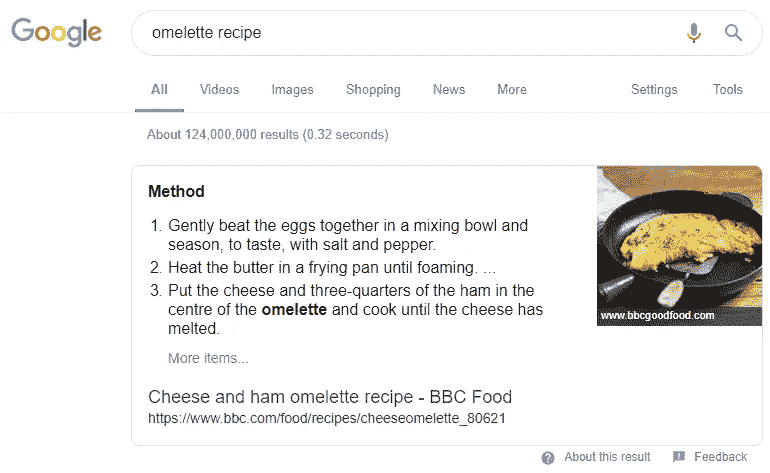 Google
omelette recipe
All Videos Images Shopping News More Settings Tools
About 124,000,000 results (0.32 seconds)
Method
1. Gently beat the eggs together in a mixing bowl and
season, to taste, with salt and pepper.
2. Heat the butter in a frying pan until foaming. ...
3. Put the cheese and three-quarters of the ham in the
centre of the omelette and cook until the cheese has
melted.
More items...
www.bbcgoodfood.com
Cheese and ham omelette recipe - BBC Food
https://www.bbc.com/food/recipes/cheeseomelette_80621
About this result Feedback